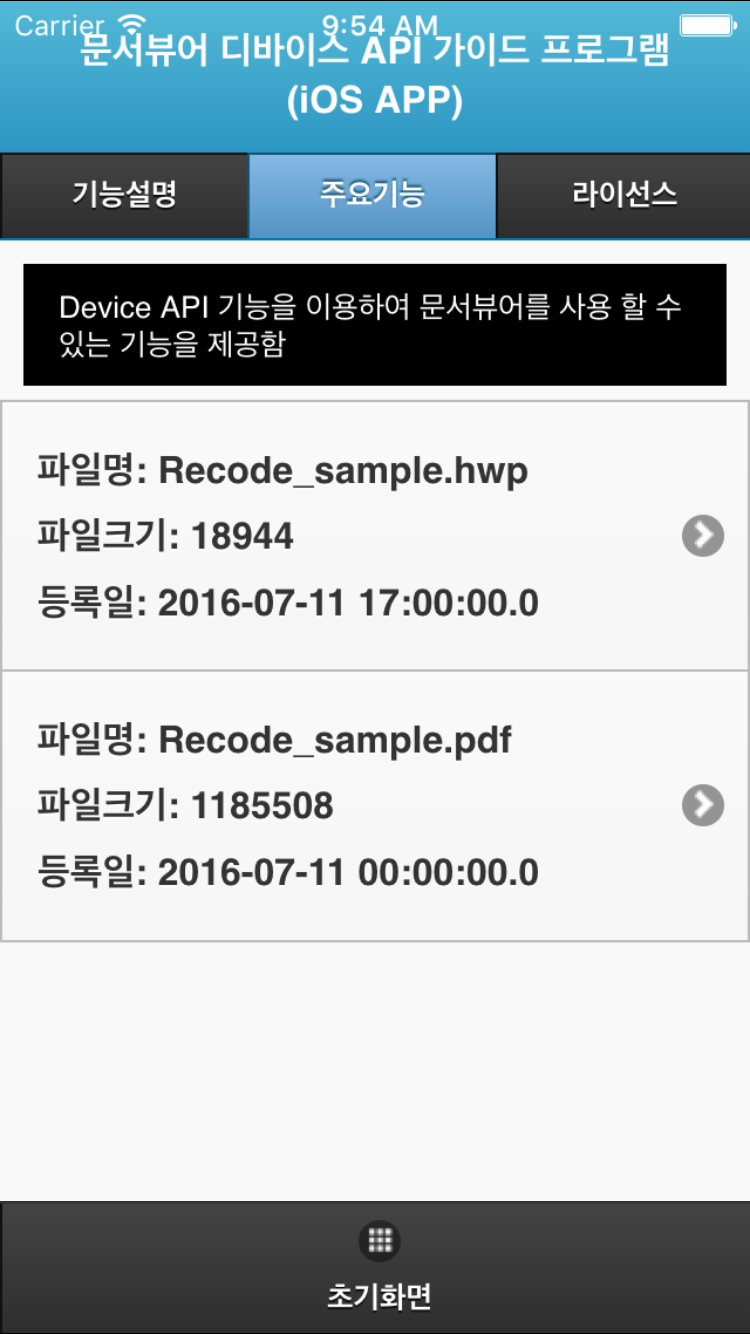 Carrier 9:54 AM
문서뷰어 디바이스 API 가이드 프로그램
(iOS APP)
기능설명 주요기능 라이선스
Device API 기능을 이용하여 문서뷰어를 사용 할 수
있는 기능을 제공함
파일명: Recode_sample.hwp
파일크기: 18944
등록일: 2016-07-11 17:00:00.0
파일명: Recode_sample.pdf
파일크기: 1185508
등록일: 2016-07-11 00:00:00.0
초기화면